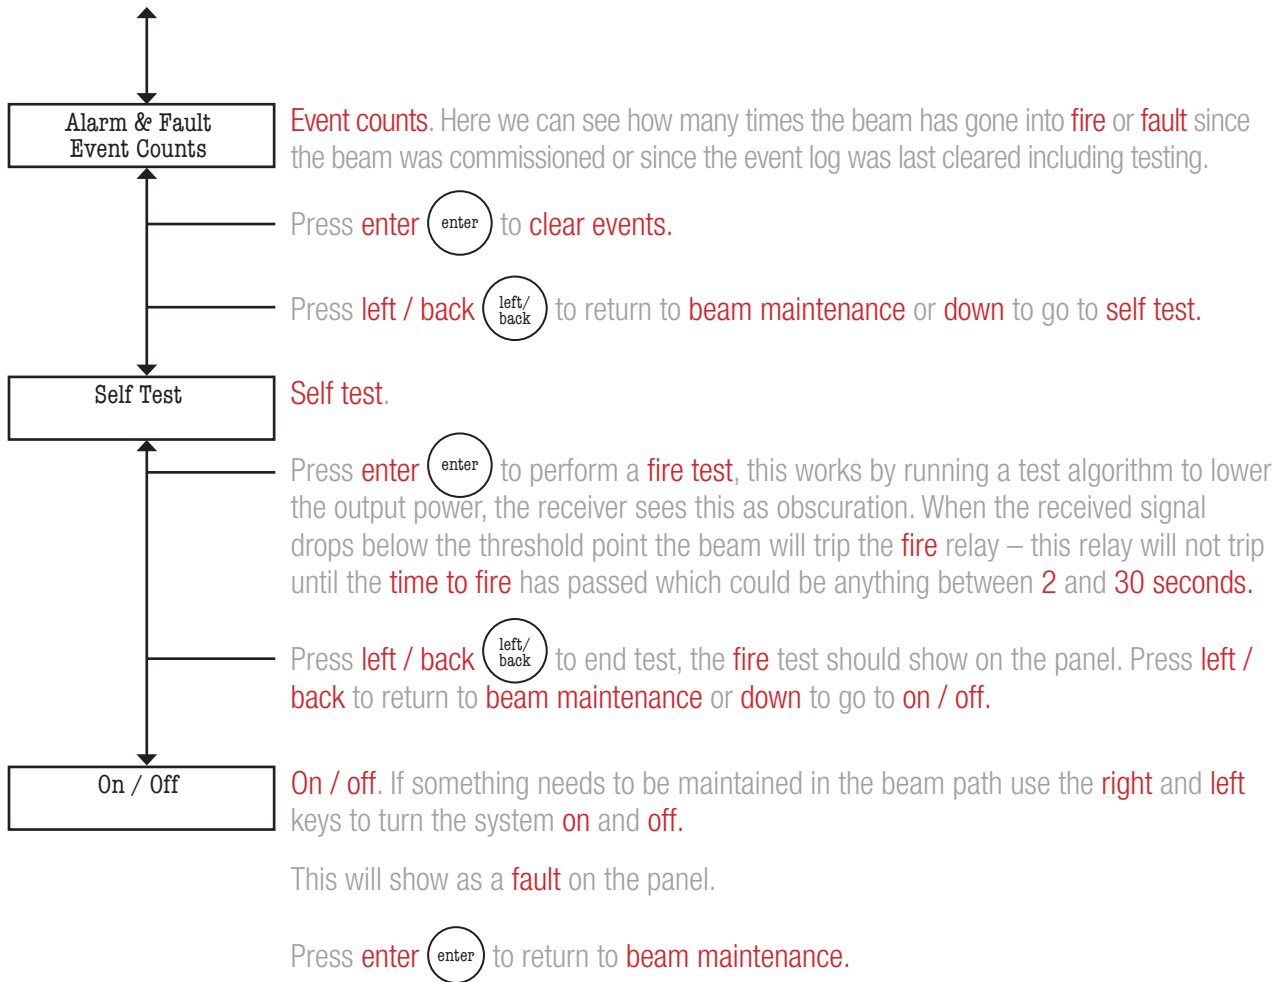 Alarm & Fault
Event Counts
Event counts. Here we can see how many times the beam has gone into fire or fault since
the beam was commissioned or since the event log was last cleared including testing.
Press enter enter to clear events.
Press left / back left/ back to return to beam maintenance or down to go to self test.
Self Test
Self test.
Press enter enter to perform a fire test, this works by running a test algorithm to lower
the output power, the receiver sees this as obscuration. When the received signal
drops below the threshold point the beam will trip the fire relay – this relay will not trip
until the time to fire has passed which could be anything between 2 and 30 seconds.
Press left / back left/ back to end test, the fire test should show on the panel. Press left /
back to return to beam maintenance or down to go to on / off.
On / Off
On / off. If something needs to be maintained in the beam path use the right and left
keys to turn the system on and off.
This will show as a fault on the panel.
Press enter enter to return to beam maintenance.